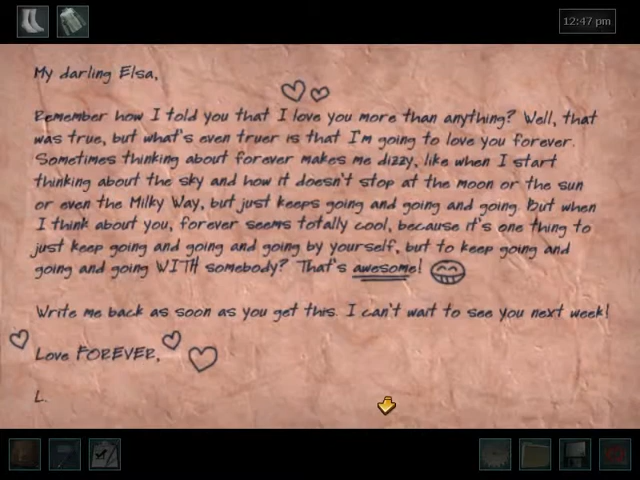 12:47 pm
My darling Elsa,
Remember how I told you that I love you more than anything? Well, that
was true, but what's even truer is that I'm going to love you forever.
Sometimes thinking about forever makes me dizzy, like when I start
thinking about the sky and how it doesn't stop at the moon or the sun
or even the Milky Way, but just keeps going and going and going. But when
I think about you, forever seems totally cool, because it's one thing to
just keep going and going and going by yourself, but to keep going and
going and going WITH somebody? That's awesome!
Write me back as soon as you get this. I can't wait to see you next week!
Love FOREVER,
L.